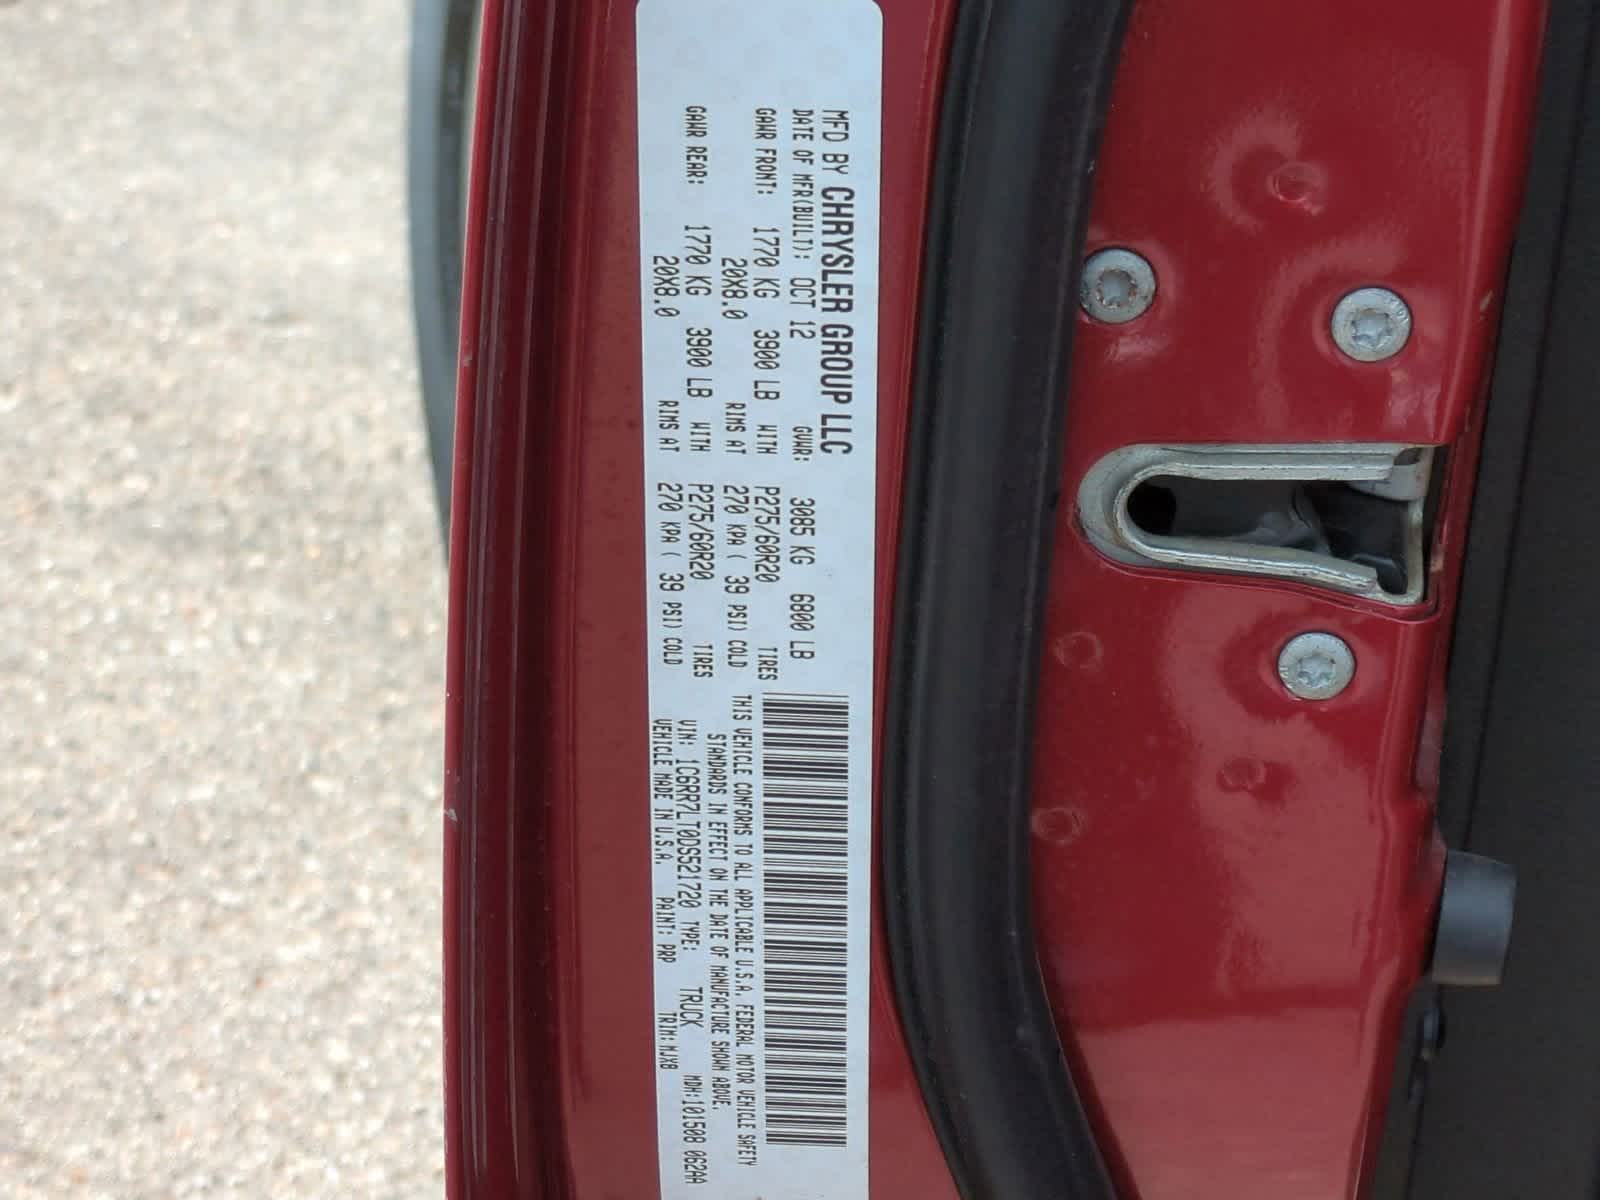 MFD BY CHRYSLER GROUP LLC
DATE OF MFR(BUILT): OCT 12 GVWR: 3085 KG 6800 LB
GAWR FRONT: 1770 KG 3900 LB WITH P275/60R20 TIRES
20X8.0 RIMS AT 270 KPA ( 39 PSI) COLD
GAWR REAR: 1770 KG 3900 LB WITH P275/60R20 TIRES
20X8.0 RIMS AT 270 KPA ( 39 PSI) COLD
THIS VEHICLE CONFORMS TO ALL APPLICABLE U.S.A. FEDERAL MOTOR VEHICLE SAFETY
STANDARDS IN EFFECT ON THE DATE OF MANUFACTURE SHOWN ABOVE.
VIN: 1C6RR7LT0DS521720 TYPE: TRUCK MDH:101508 062AA
VEHICLE MADE IN U.S.A. PAINT: PRP TRIM:MJX8